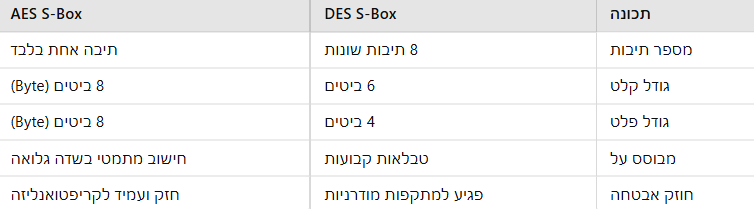 תכונה DES S-Box AES S-Box
מספר תיבות 8 תיבות שונות תיבה אחת בלבד
גודל קלט 6 ביטים 8 ביטים (Byte)
גודל פלט 4 ביטים 8 ביטים (Byte)
מבוסס על טבלאות קבועות חישוב מתמטי בשדה גלואה
חוזק אבטחה פגיע למתקפות מודרניות חזק ועמיד לקריפטואנליזה